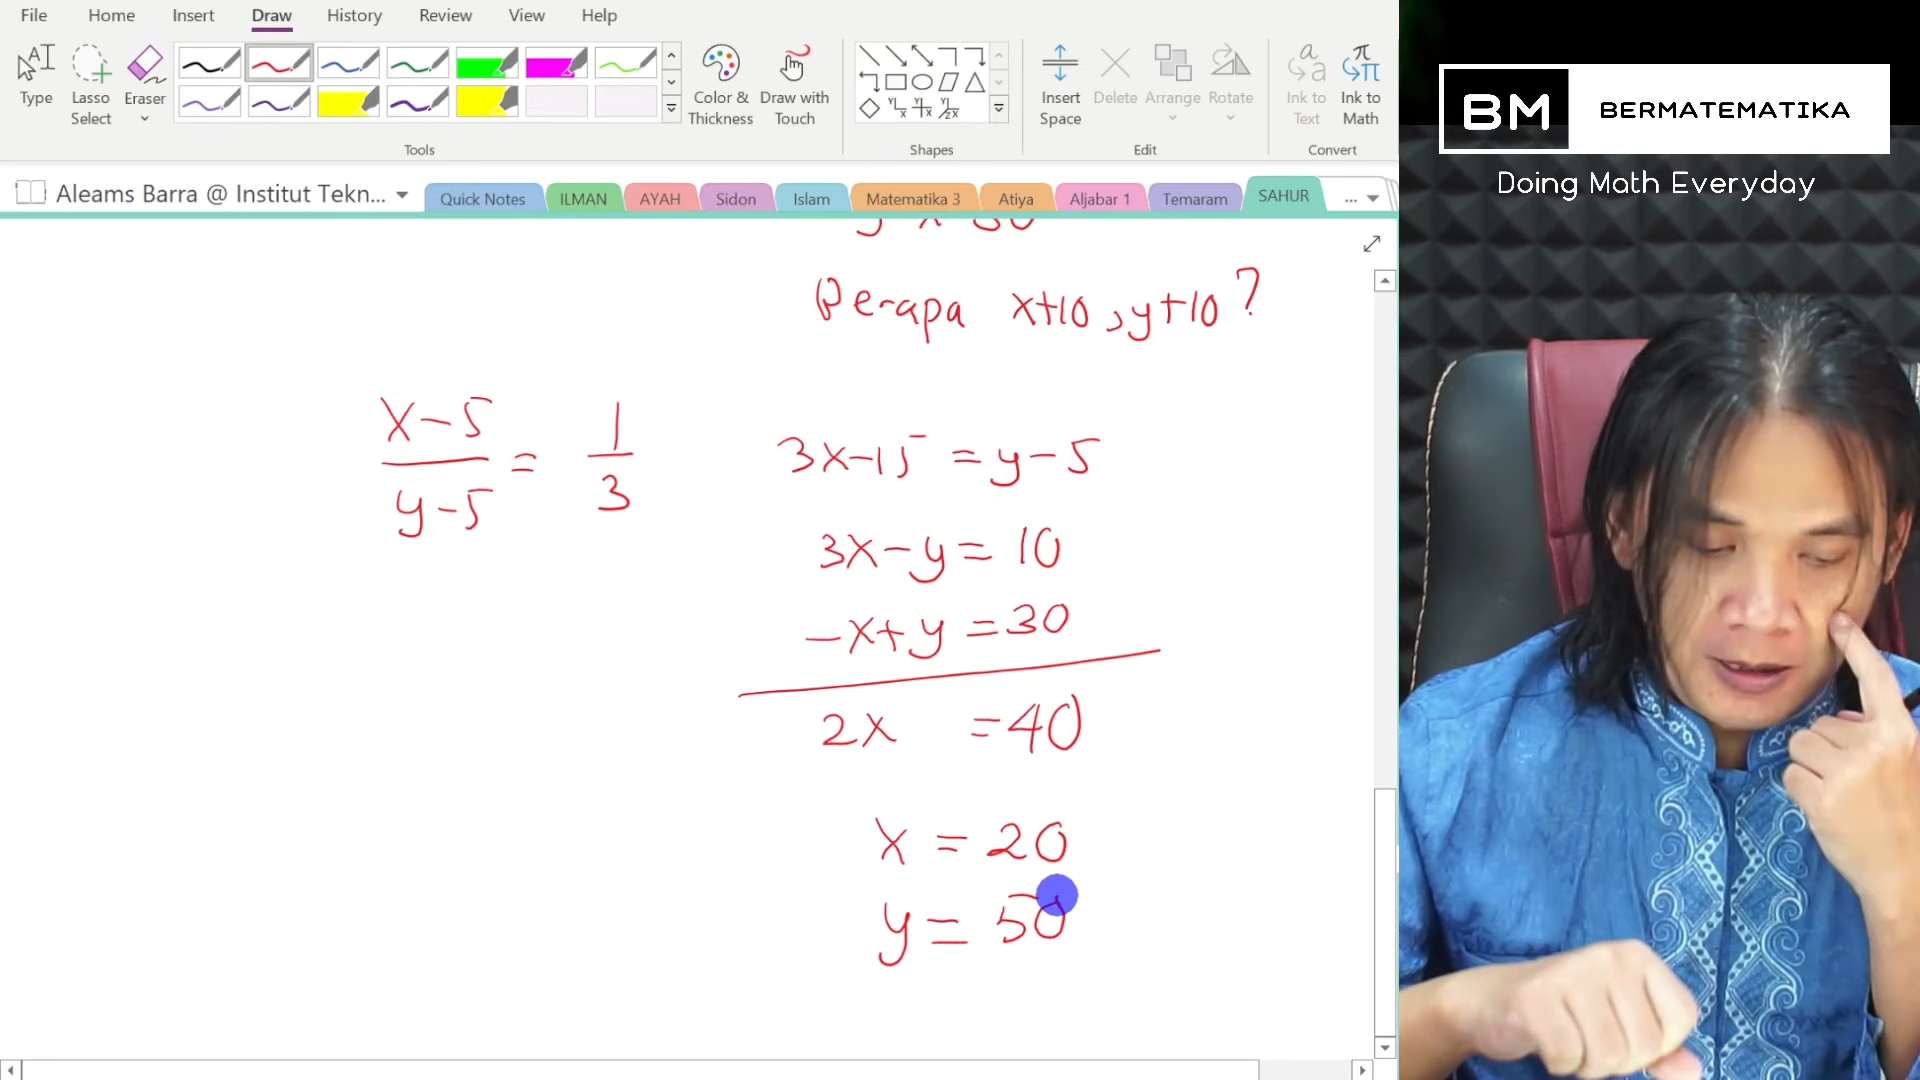 File Home Insert Draw History Review View Help
Type Lasso Select Eraser Color & Thickness Draw with Touch Insert Space Delete Arrange Rotate Ink to Text Ink to Math
Tools Shapes Edit Convert
Aleams Barra @ Institut Tekn... Quick Notes ILMAN AYAH Sidon Islam Matematika 3 Atiya Aljabar 1 Temaram SAHUR ...
BM BERMATEMATIKA
Doing Math Everyday
Berapa x+10, y+10?
x-5
y-5
= 1
3
3x-15 = y-5
3x-y = 10
-x+y = 30
2x = 40
x = 20
y = 50